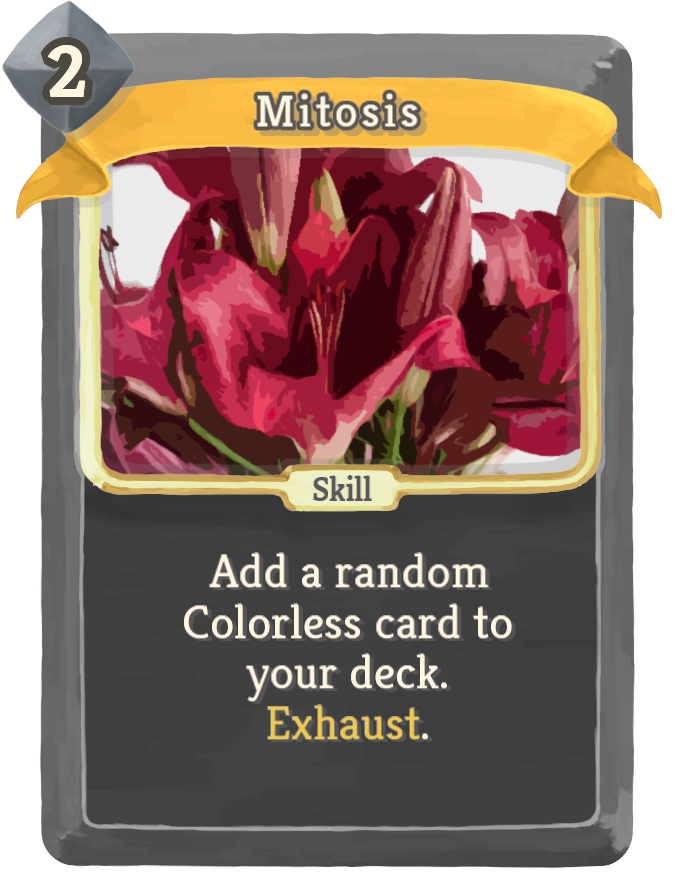 2
Mitosis
Skill
Add a random
Colorless card to
your deck.
Exhaust.